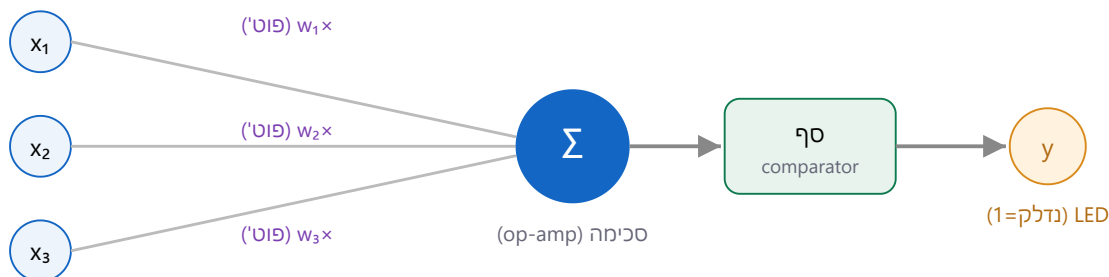 x₁
×w₁ (פוט')
x₂
×w₂ (פוט')
x₃
×w₃ (פוט')
Σ
סכימה (op-amp)
סף
comparator
y
LED (נדלק=1)